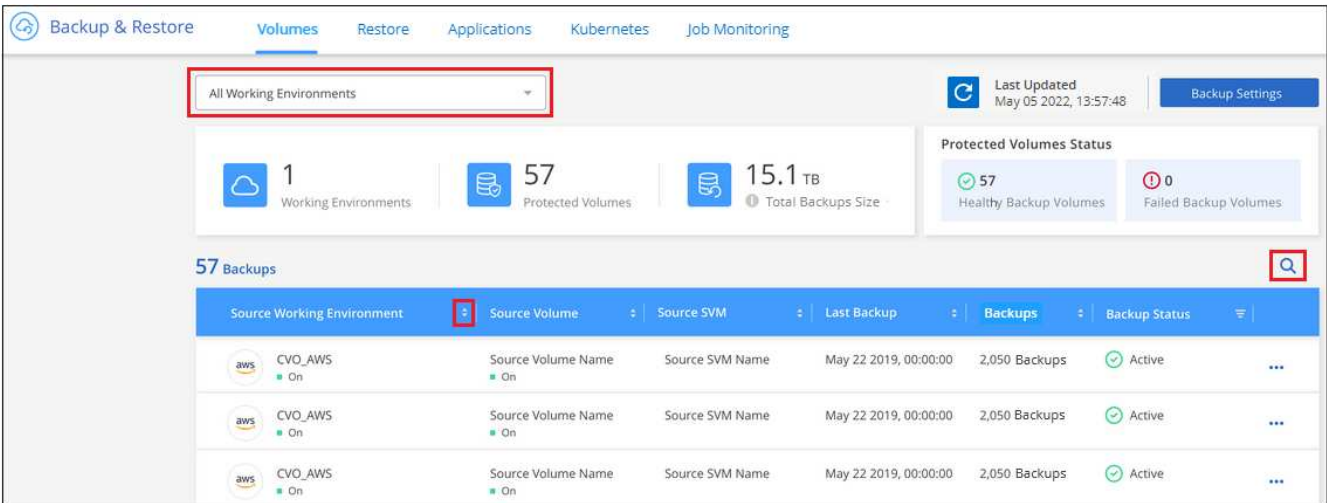 Backup & Restore Volumes Restore Applications Kubernetes Job Monitoring
All Working Environments
Last Updated
May 05 2022, 13:57:48
Backup Settings
1
Working Environments
57
Protected Volumes
15.1 TB
Total Backups Size
Protected Volumes Status
57
Healthy Backup Volumes
0
Failed Backup Volumes
57 Backups
Source Working Environment Source Volume Source SVM Last Backup Backups Backup Status
aws CVO_AWS Source Volume Name Source SVM Name May 22 2019, 00:00:00 2,050 Backups Active
On On
aws CVO_AWS Source Volume Name Source SVM Name May 22 2019, 00:00:00 2,050 Backups Active
On On
aws CVO_AWS Source Volume Name Source SVM Name May 22 2019, 00:00:00 2,050 Backups Active
On On